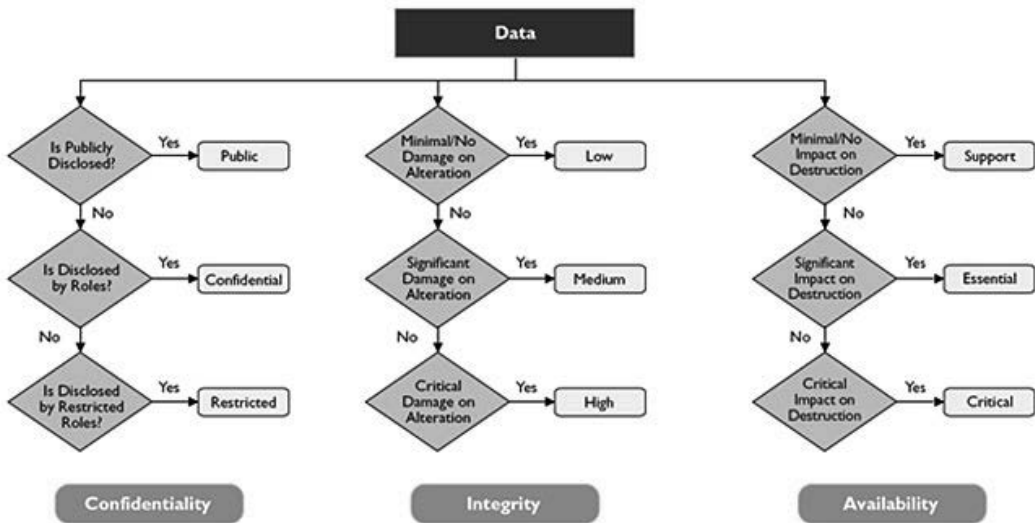 Data
Is Publicly
Disclosed?
Yes
Public
No
Is Disclosed
by Roles?
Yes
Confidential
No
Is Disclosed
by Restricted
Roles?
Yes
Restricted
Confidentiality
Minimal/No
Damage on
Alteration
Yes
Low
No
Significant
Damage on
Alteration
Yes
Medium
No
Critical
Damage on
Alteration
Yes
High
Integrity
Minimal/No
Impact on
Destruction
Yes
Support
No
Significant
Impact on
Destruction
Yes
Essential
No
Critical
Impact on
Destruction
Yes
Critical
Availability